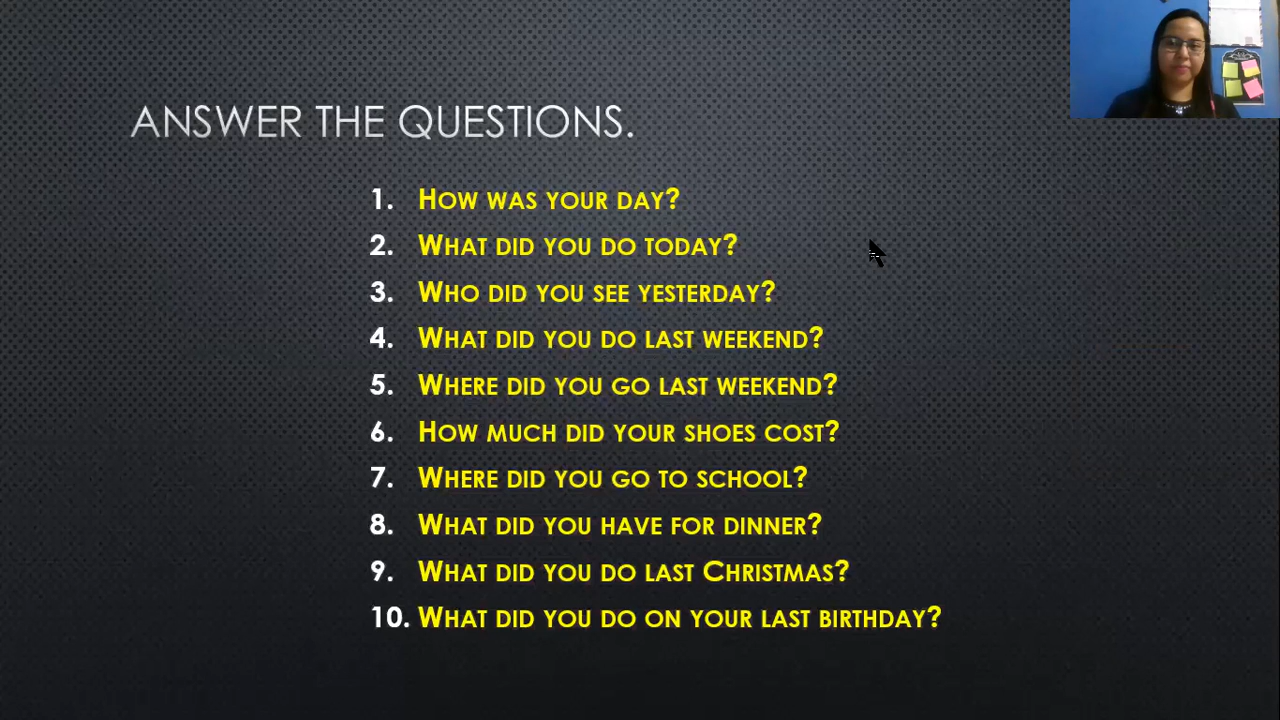 ANSWER THE QUESTIONS.
1. HOW WAS YOUR DAY?
2. WHAT DID YOU DO TODAY?
3. WHO DID YOU SEE YESTERDAY?
4. WHAT DID YOU DO LAST WEEKEND?
5. WHERE DID YOU GO LAST WEEKEND?
6. HOW MUCH DID YOUR SHOES COST?
7. WHERE DID YOU GO TO SCHOOL?
8. WHAT DID YOU HAVE FOR DINNER?
9. WHAT DID YOU DO LAST CHRISTMAS?
10. WHAT DID YOU DO ON YOUR LAST BIRTHDAY?